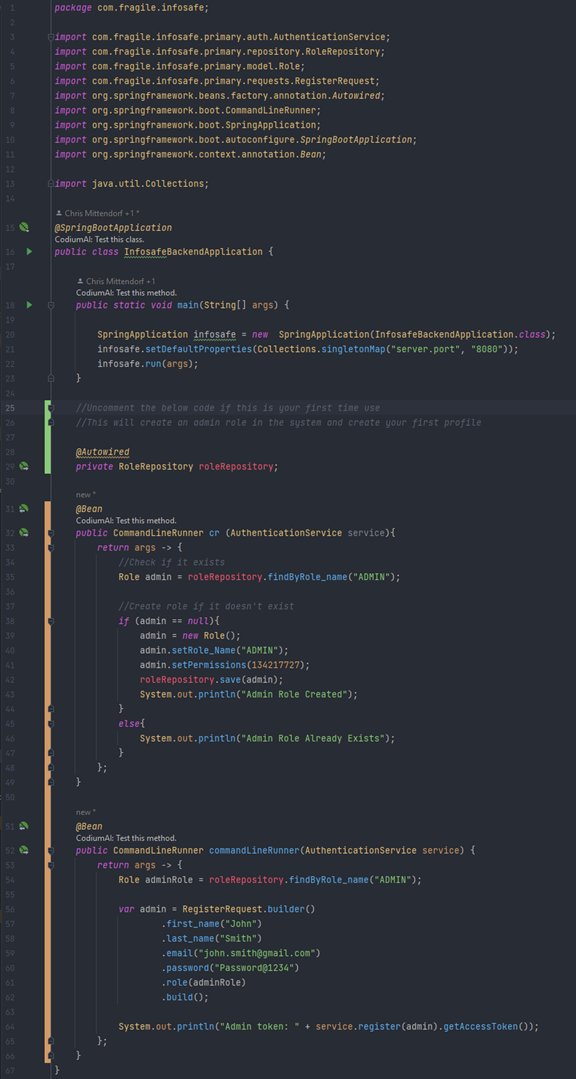 1 package com.fragile.infosafe;
2
3 import com.fragile.infosafe.primary.auth.AuthenticationService;
4 import com.fragile.infosafe.primary.repository.RoleRepository;
5 import com.fragile.infosafe.primary.model.Role;
6 import com.fragile.infosafe.primary.requests.RegisterRequest;
7 import org.springframework.beans.factory.annotation.Autowired;
8 import org.springframework.boot.CommandLineRunner;
9 import org.springframework.boot.SpringApplication;
10 import org.springframework.boot.autoconfigure.SpringBootApplication;
11 import org.springframework.context.annotation.Bean;
12
13 import java.util.Collections;
14
Chris Mittendorf +1 *
15 @SpringBootApplication
CodiumAI: Test this class.
16 public class InfosafeBackendApplication {
17
Chris Mittendorf +1
CodiumAI: Test this method.
18 public static void main(String[] args) {
19
20 SpringApplication infosafe = new  SpringApplication(InfosafeBackendApplication.class);
21 infosafe.setDefaultProperties(Collections.singletonMap("server.port", "8080"));
22 infosafe.run(args);
23 }
24
25 //Uncomment the below code if this is your first time use
26 //This will create an admin role in the system and create your first profile
27
28 @Autowired
29 private RoleRepository roleRepository;
30
new *
31 @Bean
CodiumAI: Test this method.
32 public CommandLineRunner cr (AuthenticationService service){
33 return args -> {
34 //Check if it exists
35 Role admin = roleRepository.findByRole_name("ADMIN");
36
37 //Create role if it doesn't exist
38 if (admin == null){
39 admin = new Role();
40 admin.setRole_Name("ADMIN");
41 admin.setPermissions(134217727);
42 roleRepository.save(admin);
43 System.out.println("Admin Role Created");
44 }
45 else{
46 System.out.println("Admin Role Already Exists");
47 }
48 };
49 }
50
new *
51 @Bean
CodiumAI: Test this method.
52 public CommandLineRunner commandLineRunner(AuthenticationService service) {
53 return args -> {
54 Role adminRole = roleRepository.findByRole_name("ADMIN");
55
56 var admin = RegisterRequest.builder()
57 .first_name("John")
58 .last_name("Smith")
59 .email("john.smith@gmail.com")
60 .password("Password@1234")
61 .role(adminRole)
62 .build();
63
64 System.out.println("Admin token: " + service.register(admin).getAccessToken());
65 };
66 }
67 }